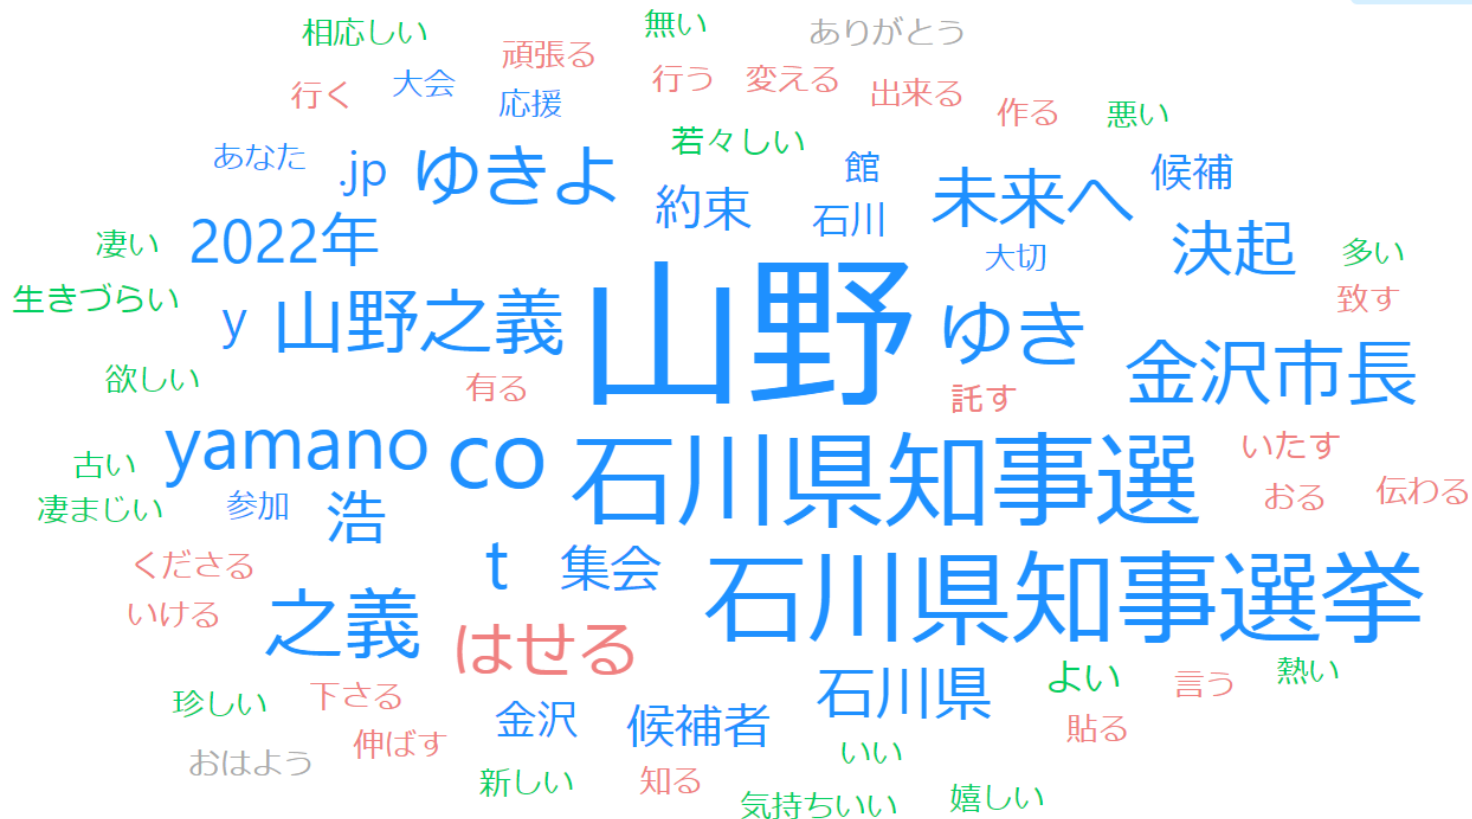 相応しい 無い ありがとう
頑張る
行く 大会 応援 行う 変える 出来る 作る 悪い
若々しい
あなた .jp ゆきよ 約束 館 石川 未来へ 候補
凄い 2022年 大切 決起 多い
生きづらい y 山野之義 山野 ゆき 致す
欲しい 有る 託す 金沢市長
古い yamano co 石川県知事選 いたす
凄まじい 参加 浩 おる 伝わる
くださる t 集会 石川県知事選挙
いける 之義 はせる
珍しい 下さる 石川県 よい 言う 熱い
おはよう 伸ばす 金沢 候補者 貼る
新しい 知る いい
気持ちいい 嬉しい